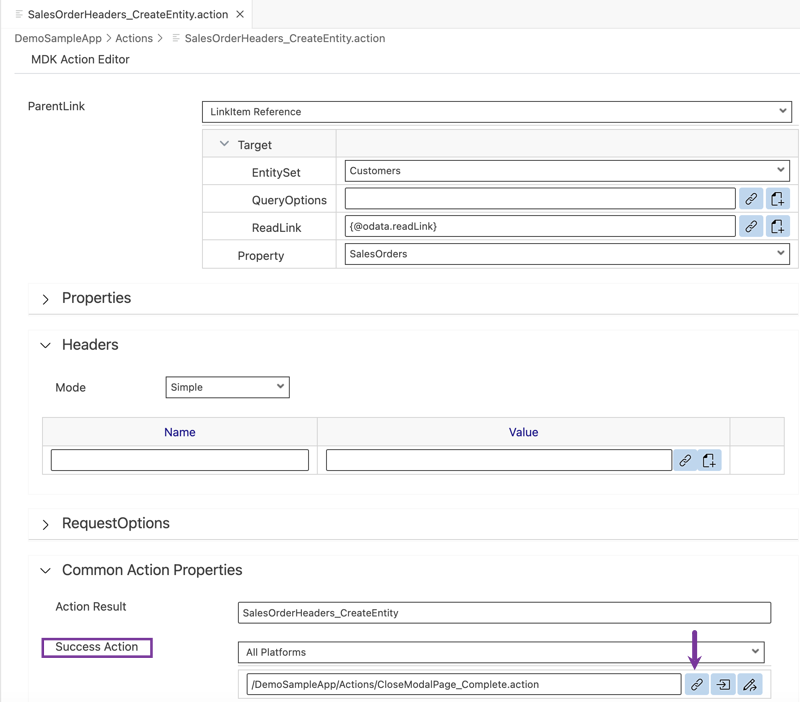 SalesOrderHeaders_CreateEntity.action
DemoSampleApp > Actions > SalesOrderHeaders_CreateEntity.action
MDK Action Editor
ParentLink
LinkItem Reference
Target
EntitySet
Customers
QueryOptions
ReadLink
{@odata.readLink}
Property
SalesOrders
Properties
Headers
Mode
Simple
Name Value
RequestOptions
Common Action Properties
Action Result
SalesOrderHeaders_CreateEntity
Success Action
All Platforms
/DemoSampleApp/Actions/CloseModalPage_Complete.action